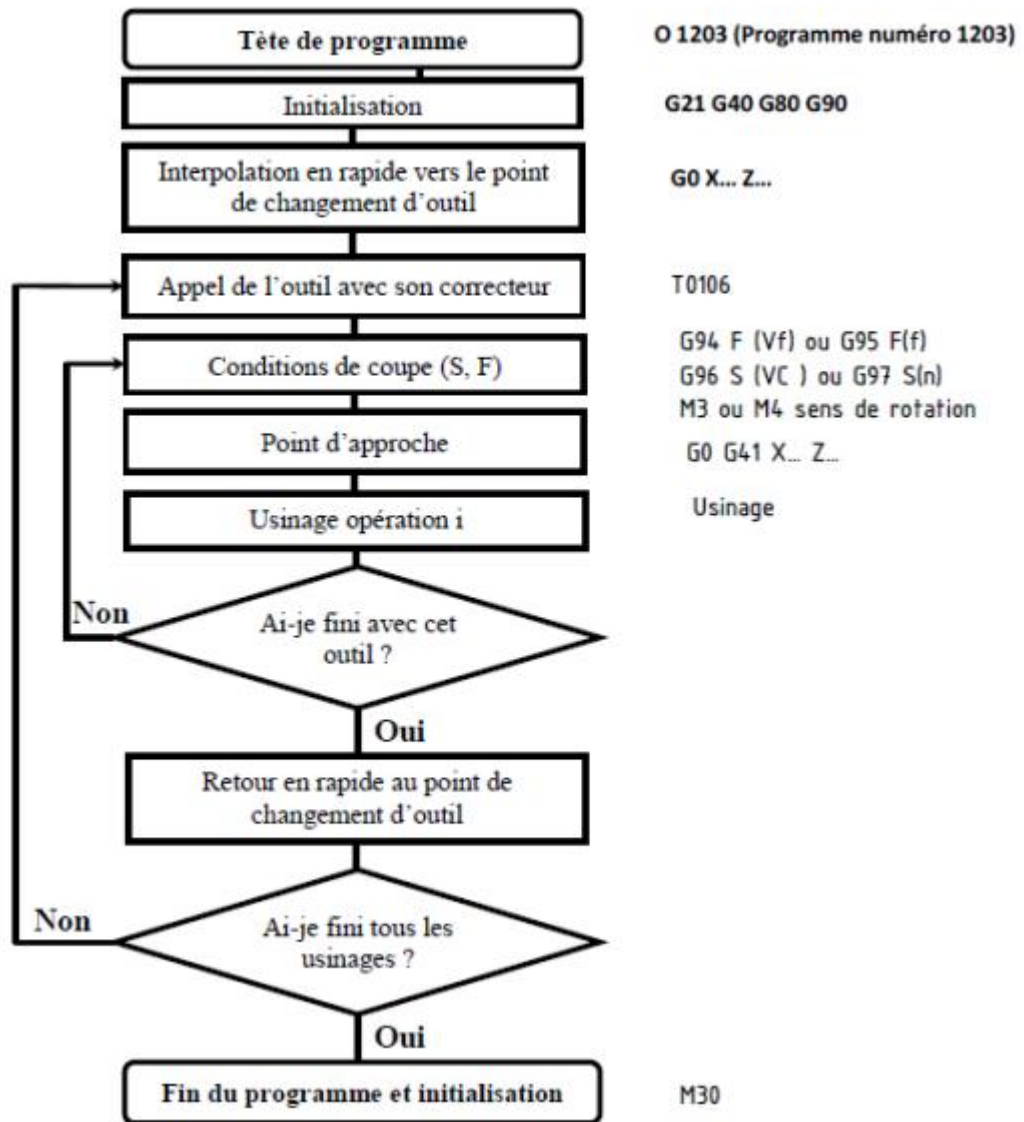 Tète de programme
O 1203 (Programme numéro 1203)
Initialisation
G21 G40 G80 G90
Interpolation en rapide vers le point
de changement d'outil
G0 X... Z...
Appel de l'outil avec son correcteur
T0106
Conditions de coupe (S, F)
G94 F (Vf) ou G95 F(f)
G96 S (VC ) ou G97 S(n)
M3 ou M4 sens de rotation
Point d'approche
G0 G41 X... Z...
Usinage opération i
Usinage
Non
Ai-je fini avec cet
outil ?
Oui
Retour en rapide au point de
changement d'outil
Non
Ai-je fini tous les
usinages ?
Oui
Fin du programme et initialisation
M30